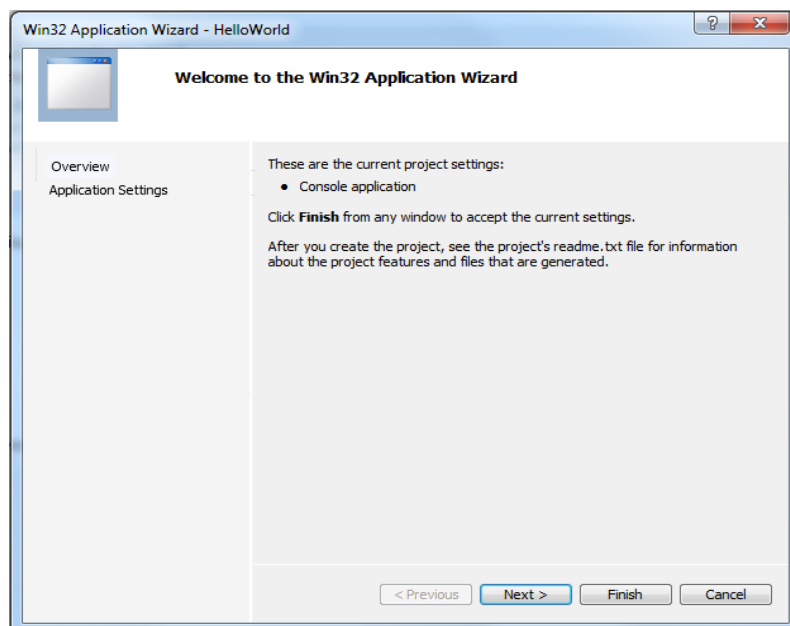 Win32 Application Wizard - HelloWorld
?
X
Welcome to the Win32 Application Wizard
Overview
Application Settings
These are the current project settings:
• Console application
Click Finish from any window to accept the current settings.
After you create the project, see the project's readme.txt file for information
about the project features and files that are generated.
< Previous
Next >
Finish
Cancel